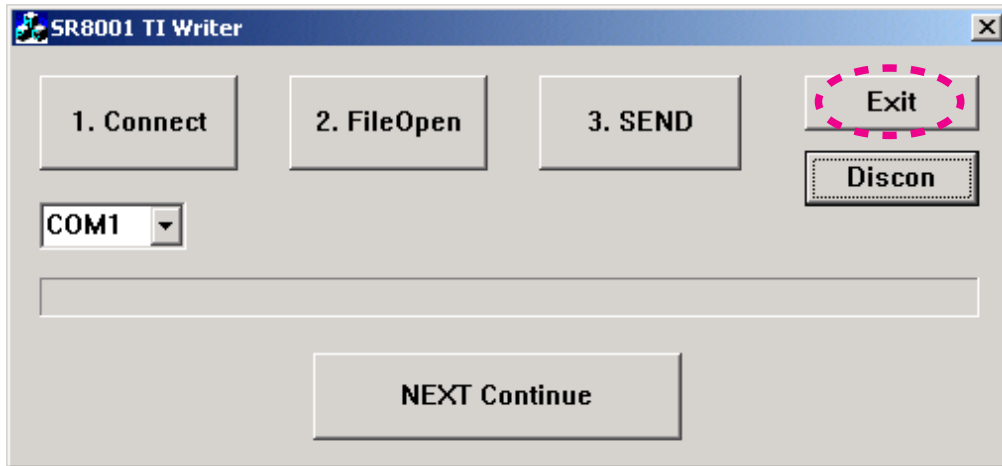 SR8001 TI Writer
1. Connect
2. FileOpen
3. SEND
Exit
Discon
COM1
NEXT Continue